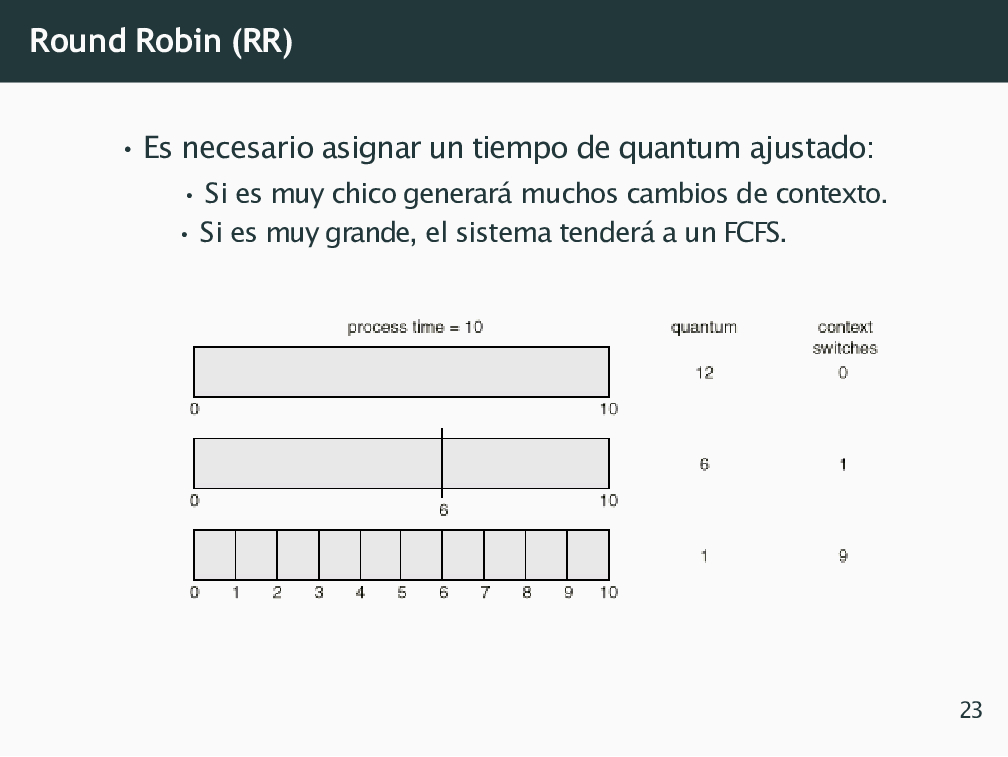 Round Robin (RR)
• Es necesario asignar un tiempo de quantum ajustado:
• Si es muy chico generará muchos cambios de contexto.
• Si es muy grande, el sistema tenderá a un FCFS.
process time = 10 quantum context
switches
12 0
0 10
6 1
0 6 10
1 9
0 1 2 3 4 5 6 7 8 9 10
23